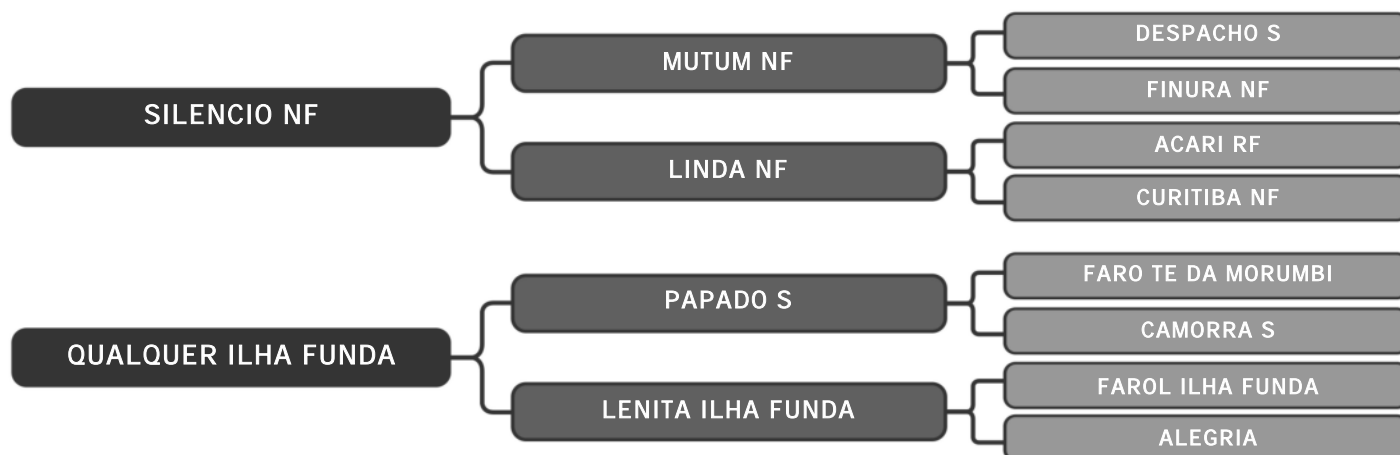 DESPACHO S
MUTUM NF
FINURA NF
SILENCIO NF
ACARI RF
LINDA NF
CURITIBA NF
FARO TE DA MORUMBI
PAPADO S
CAMORRA S
QUALQUER ILHA FUNDA
FAROL ILHA FUNDA
LENITA ILHA FUNDA
ALEGRIA